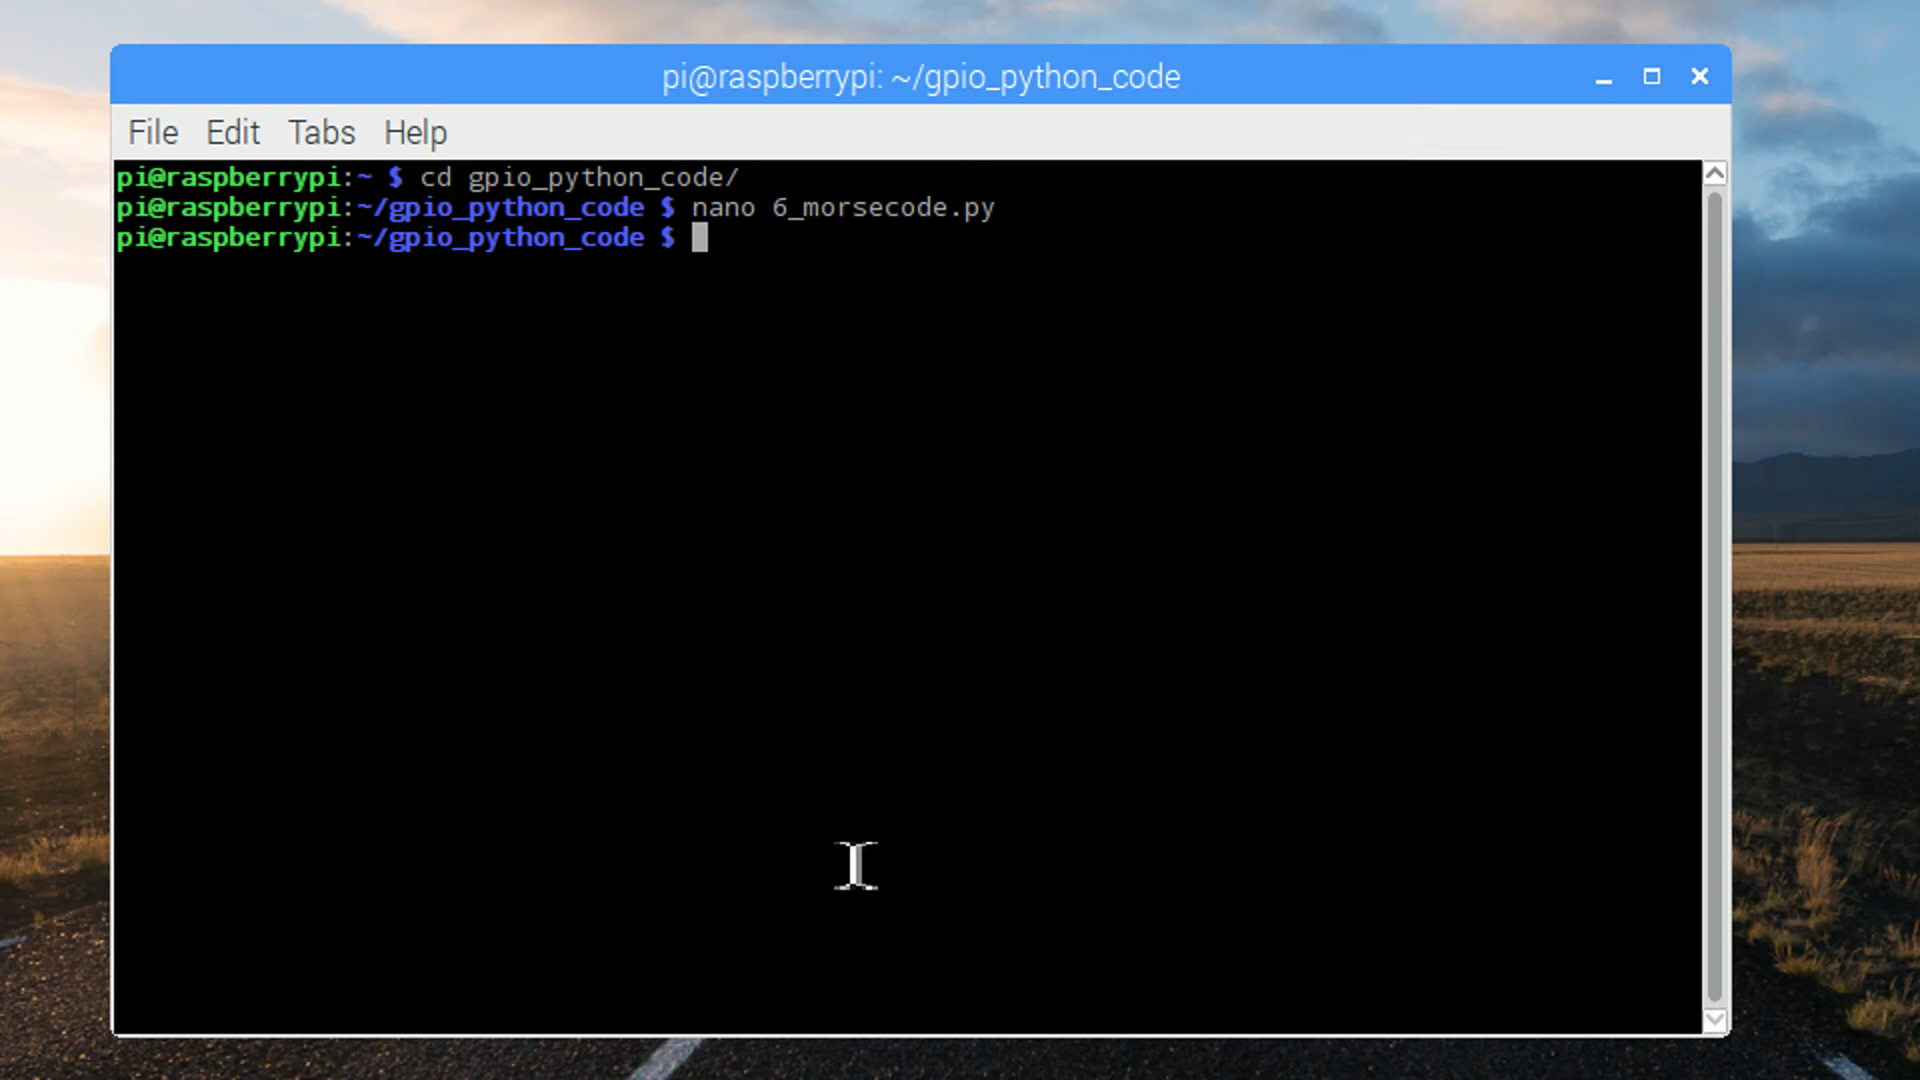 pi@raspberrypi: ~/gpio_python_code
File Edit Tabs Help
pi@raspberrypi:~ $ cd gpio_python_code/
pi@raspberrypi:~/gpio_python_code $ nano 6_morsecode.py
pi@raspberrypi:~/gpio_python_code $